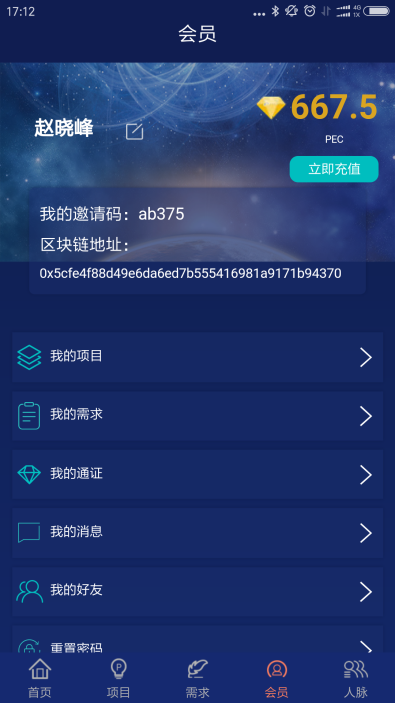 17:12
4G
1X
会员
667.5
赵晓峰
PEC
立即充值
我的邀请码：ab375
区块链地址：
0x5cfe4f88d49e6da6ed7b555416981a9171b94370
我的项目
我的需求
我的通证
我的消息
我的好友
重置密码
首页
项目
需求
会员
人脉